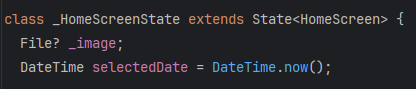 class _HomeScreenState extends State<HomeScreen> {
  File? _image;
  DateTime selectedDate = DateTime.now();